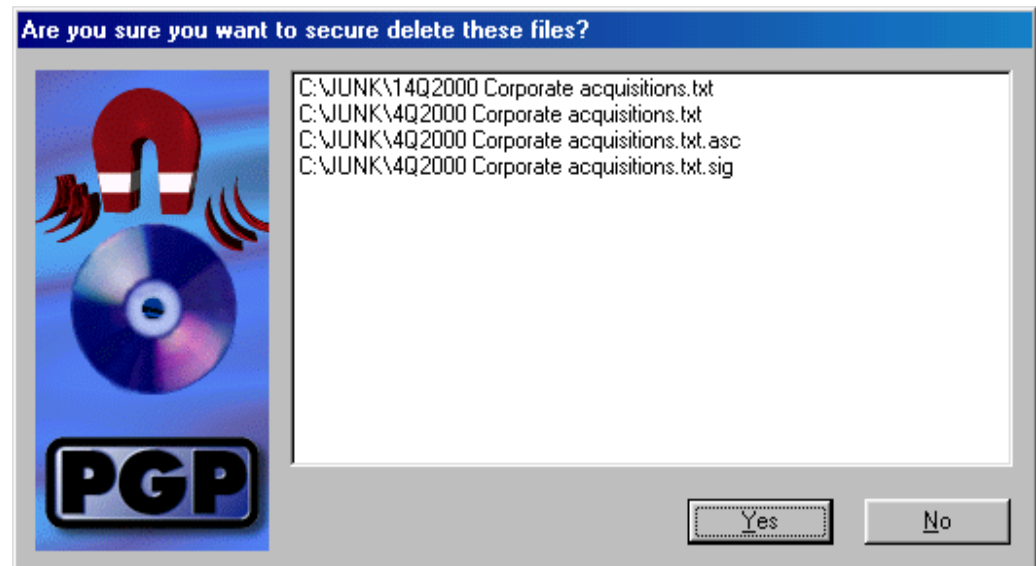 Are you sure you want to secure delete these files?
C:\JUNK\14Q2000 Corporate acquisitions.txt
C:\JUNK\4Q2000 Corporate acquisitions.txt
C:\JUNK\4Q2000 Corporate acquisitions.txt.asc
C:\JUNK\4Q2000 Corporate acquisitions.txt.sig
PGP
Yes
No